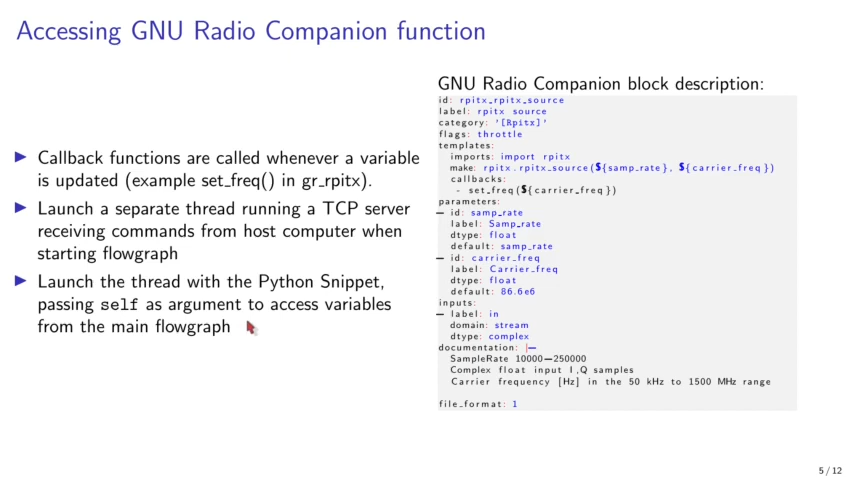 Accessing GNU Radio Companion function
▶ Callback functions are called whenever a variable
is updated (example set_freq() in gr_rpitx).
▶ Launch a separate thread running a TCP server
receiving commands from host computer when
starting flowgraph
▶ Launch the thread with the Python Snippet,
passing self as argument to access variables
from the main flowgraph
GNU Radio Companion block description:
id: rpitx_rpitx_source
label: rpitx source
category: '[Rpitx]'
flags: throttle
templates:
  imports: import rpitx
  make: rpitx.rpitx_source(${samp_rate}, ${carrier_freq})
  callbacks:
    - set_freq(${carrier_freq})
parameters:
- id: samp_rate
  label: Samp_rate
  dtype: float
  default: samp_rate
- id: carrier_freq
  label: Carrier_freq
  dtype: float
  default: 86.6e6
inputs:
- label: in
  domain: stream
  dtype: complex
documentation: |-
  SampleRate 10000-250000
  Complex float input I,Q samples
  Carrier frequency [Hz] in the 50 kHz to 1500 MHz range
file_format: 1
5 / 12